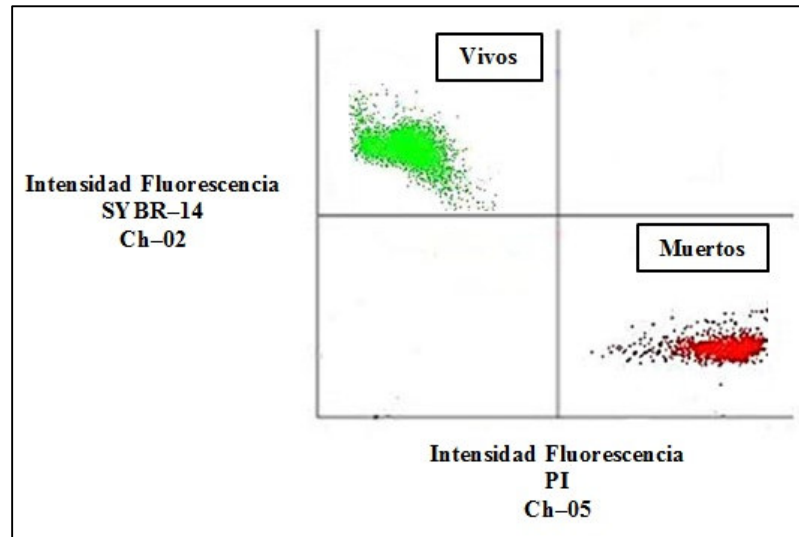 Vivos
Intensidad Fluorescencia
SYBR–14
Ch–02
Muertos
Intensidad Fluorescencia
PI
Ch–05